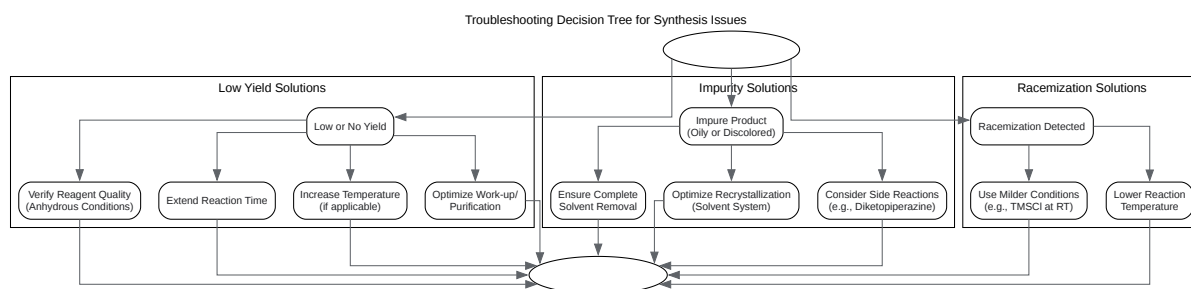 Troubleshooting Decision Tree for Synthesis Issues
Low Yield Solutions
Impurity Solutions
Racemization Solutions
Low or No Yield
Impure Product
(Oily or Discolored)
Racemization Detected
Verify Reagent Quality
(Anhydrous Conditions)
Extend Reaction Time
Increase Temperature
(if applicable)
Optimize Work-up/
Purification
Ensure Complete
Solvent Removal
Optimize Recrystallization
(Solvent System)
Consider Side Reactions
(e.g., Diketopiperazine)
Use Milder Conditions
(e.g., TMSCl at RT)
Lower Reaction
Temperature